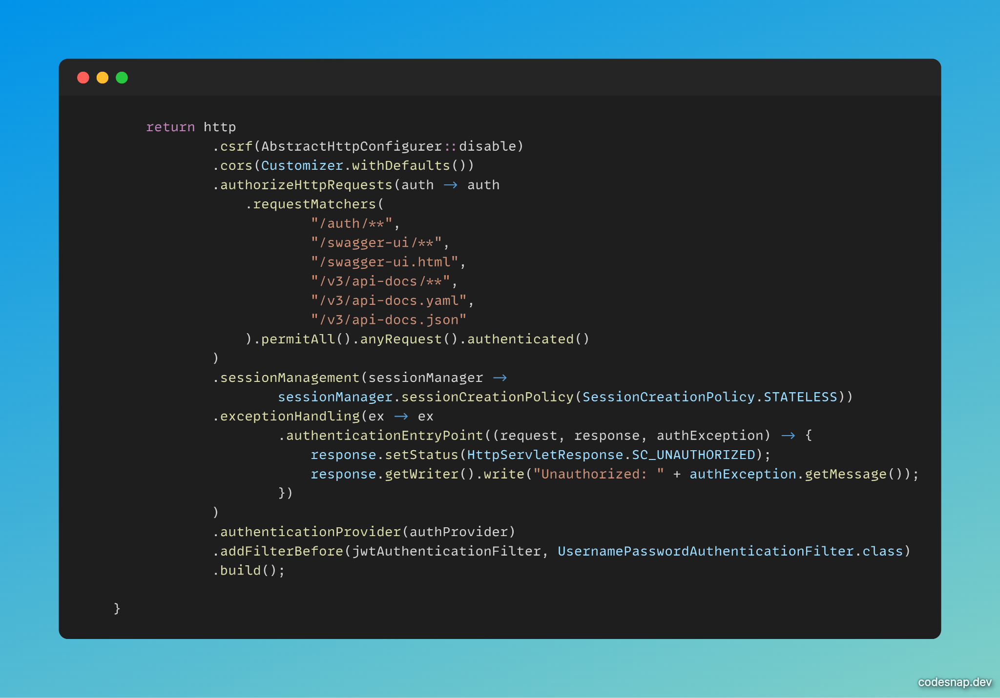 return http
.csrf(AbstractHttpConfigurer::disable)
.cors(Customizer.withDefaults())
.authorizeHttpRequests(auth -> auth
.requestMatchers(
"/auth/**",
"/swagger-ui/**",
"/swagger-ui.html",
"/v3/api-docs/**",
"/v3/api-docs.yaml",
"/v3/api-docs.json"
).permitAll().anyRequest().authenticated()
)
.sessionManagement(sessionManager ->
sessionManager.sessionCreationPolicy(SessionCreationPolicy.STATELESS))
.exceptionHandling(ex -> ex
.authenticationEntryPoint((request, response, authException) -> {
response.setStatus(HttpServletResponse.SC_UNAUTHORIZED);
response.getWriter().write("Unauthorized: " + authException.getMessage());
})
)
.authenticationProvider(authProvider)
.addFilterBefore(jwtAuthenticationFilter, UsernamePasswordAuthenticationFilter.class)
.build();
}
codesnap.dev